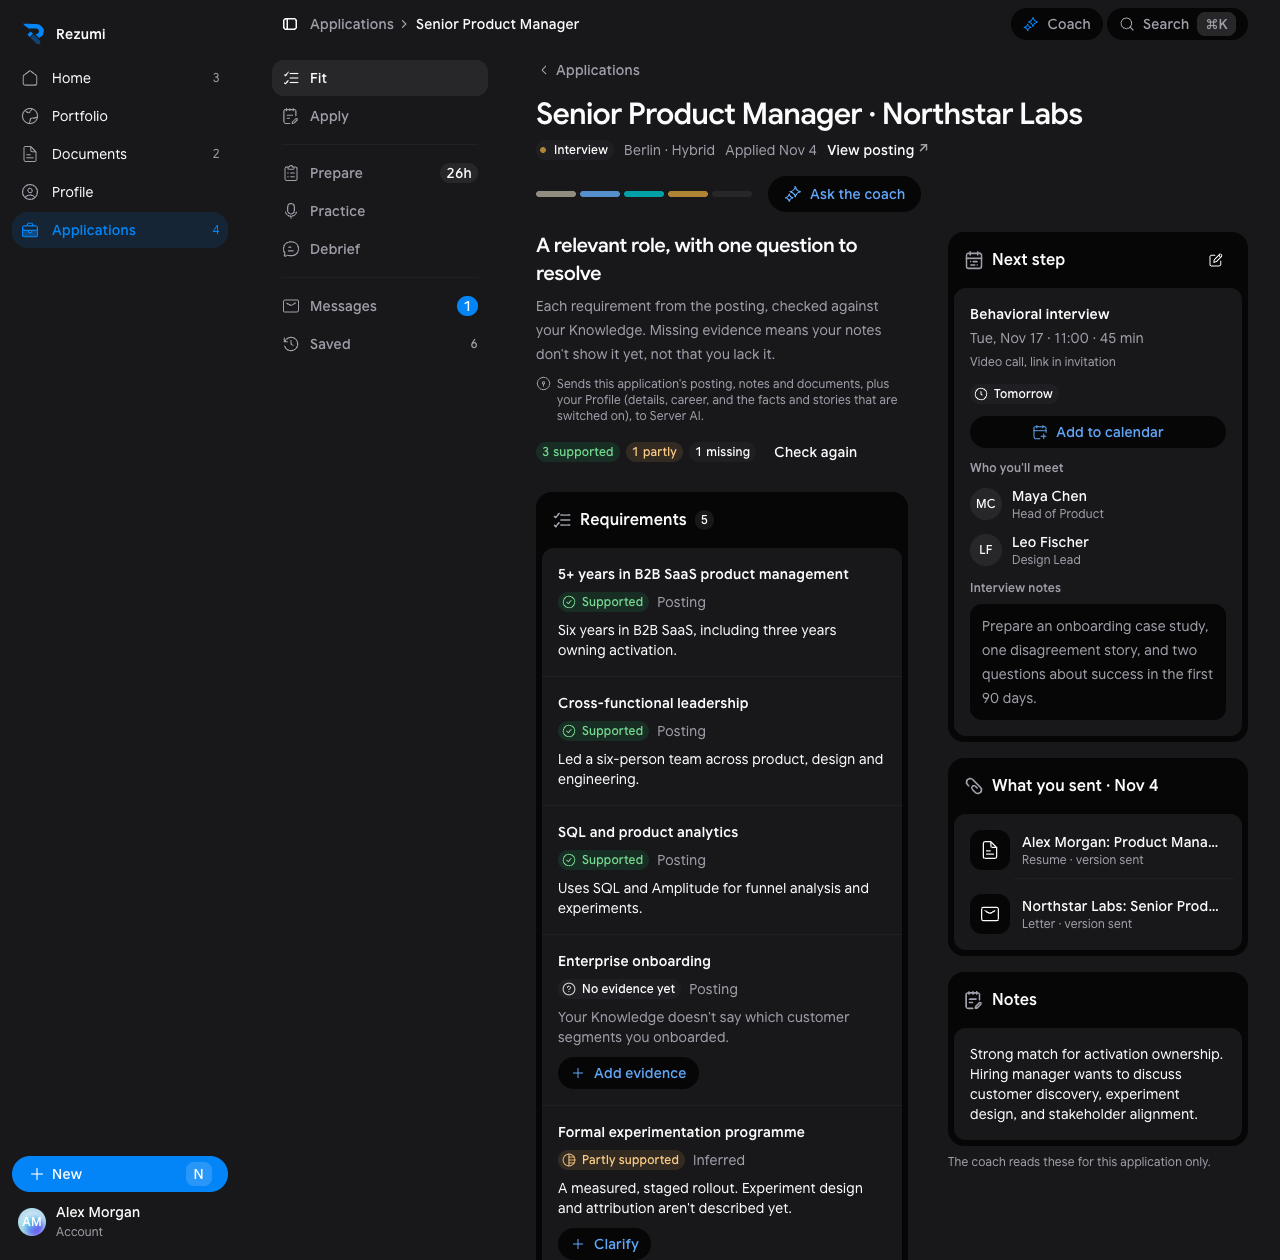 Rezumi
Home 3
Portfolio
Documents 2
Profile
Applications 4
New N
AM
Alex Morgan
Account
Applications > Senior Product Manager
Coach
Search ⌘K
Fit
Apply
Prepare 26h
Practice
Debrief
Messages 1
Saved 6
Applications
Senior Product Manager · Northstar Labs
Interview Berlin · Hybrid Applied Nov 4 View posting ↗
Ask the coach
A relevant role, with one question to
resolve
Each requirement from the posting, checked against
your Knowledge. Missing evidence means your notes
don't show it yet, not that you lack it.
Sends this application's posting, notes and documents, plus
your Profile (details, career, and the facts and stories that are
switched on), to Server AI.
3 supported 1 partly 1 missing Check again
Requirements 5
5+ years in B2B SaaS product management
Supported Posting
Six years in B2B SaaS, including three years
owning activation.
Cross-functional leadership
Supported Posting
Led a six-person team across product, design and
engineering.
SQL and product analytics
Supported Posting
Uses SQL and Amplitude for funnel analysis and
experiments.
Enterprise onboarding
No evidence yet Posting
Your Knowledge doesn't say which customer
segments you onboarded.
Add evidence
Formal experimentation programme
Partly supported Inferred
A measured, staged rollout. Experiment design
and attribution aren't described yet.
Clarify
Next step
Behavioral interview
Tue, Nov 17 · 11:00 · 45 min
Video call, link in invitation
Tomorrow
Add to calendar
Who you'll meet
MC
Maya Chen
Head of Product
LF
Leo Fischer
Design Lead
Interview notes
Prepare an onboarding case study,
one disagreement story, and two
questions about success in the first
90 days.
What you sent · Nov 4
Alex Morgan: Product Mana...
Resume · version sent
Northstar Labs: Senior Prod...
Letter · version sent
Notes
Strong match for activation ownership.
Hiring manager wants to discuss
customer discovery, experiment
design, and stakeholder alignment.
The coach reads these for this application only.